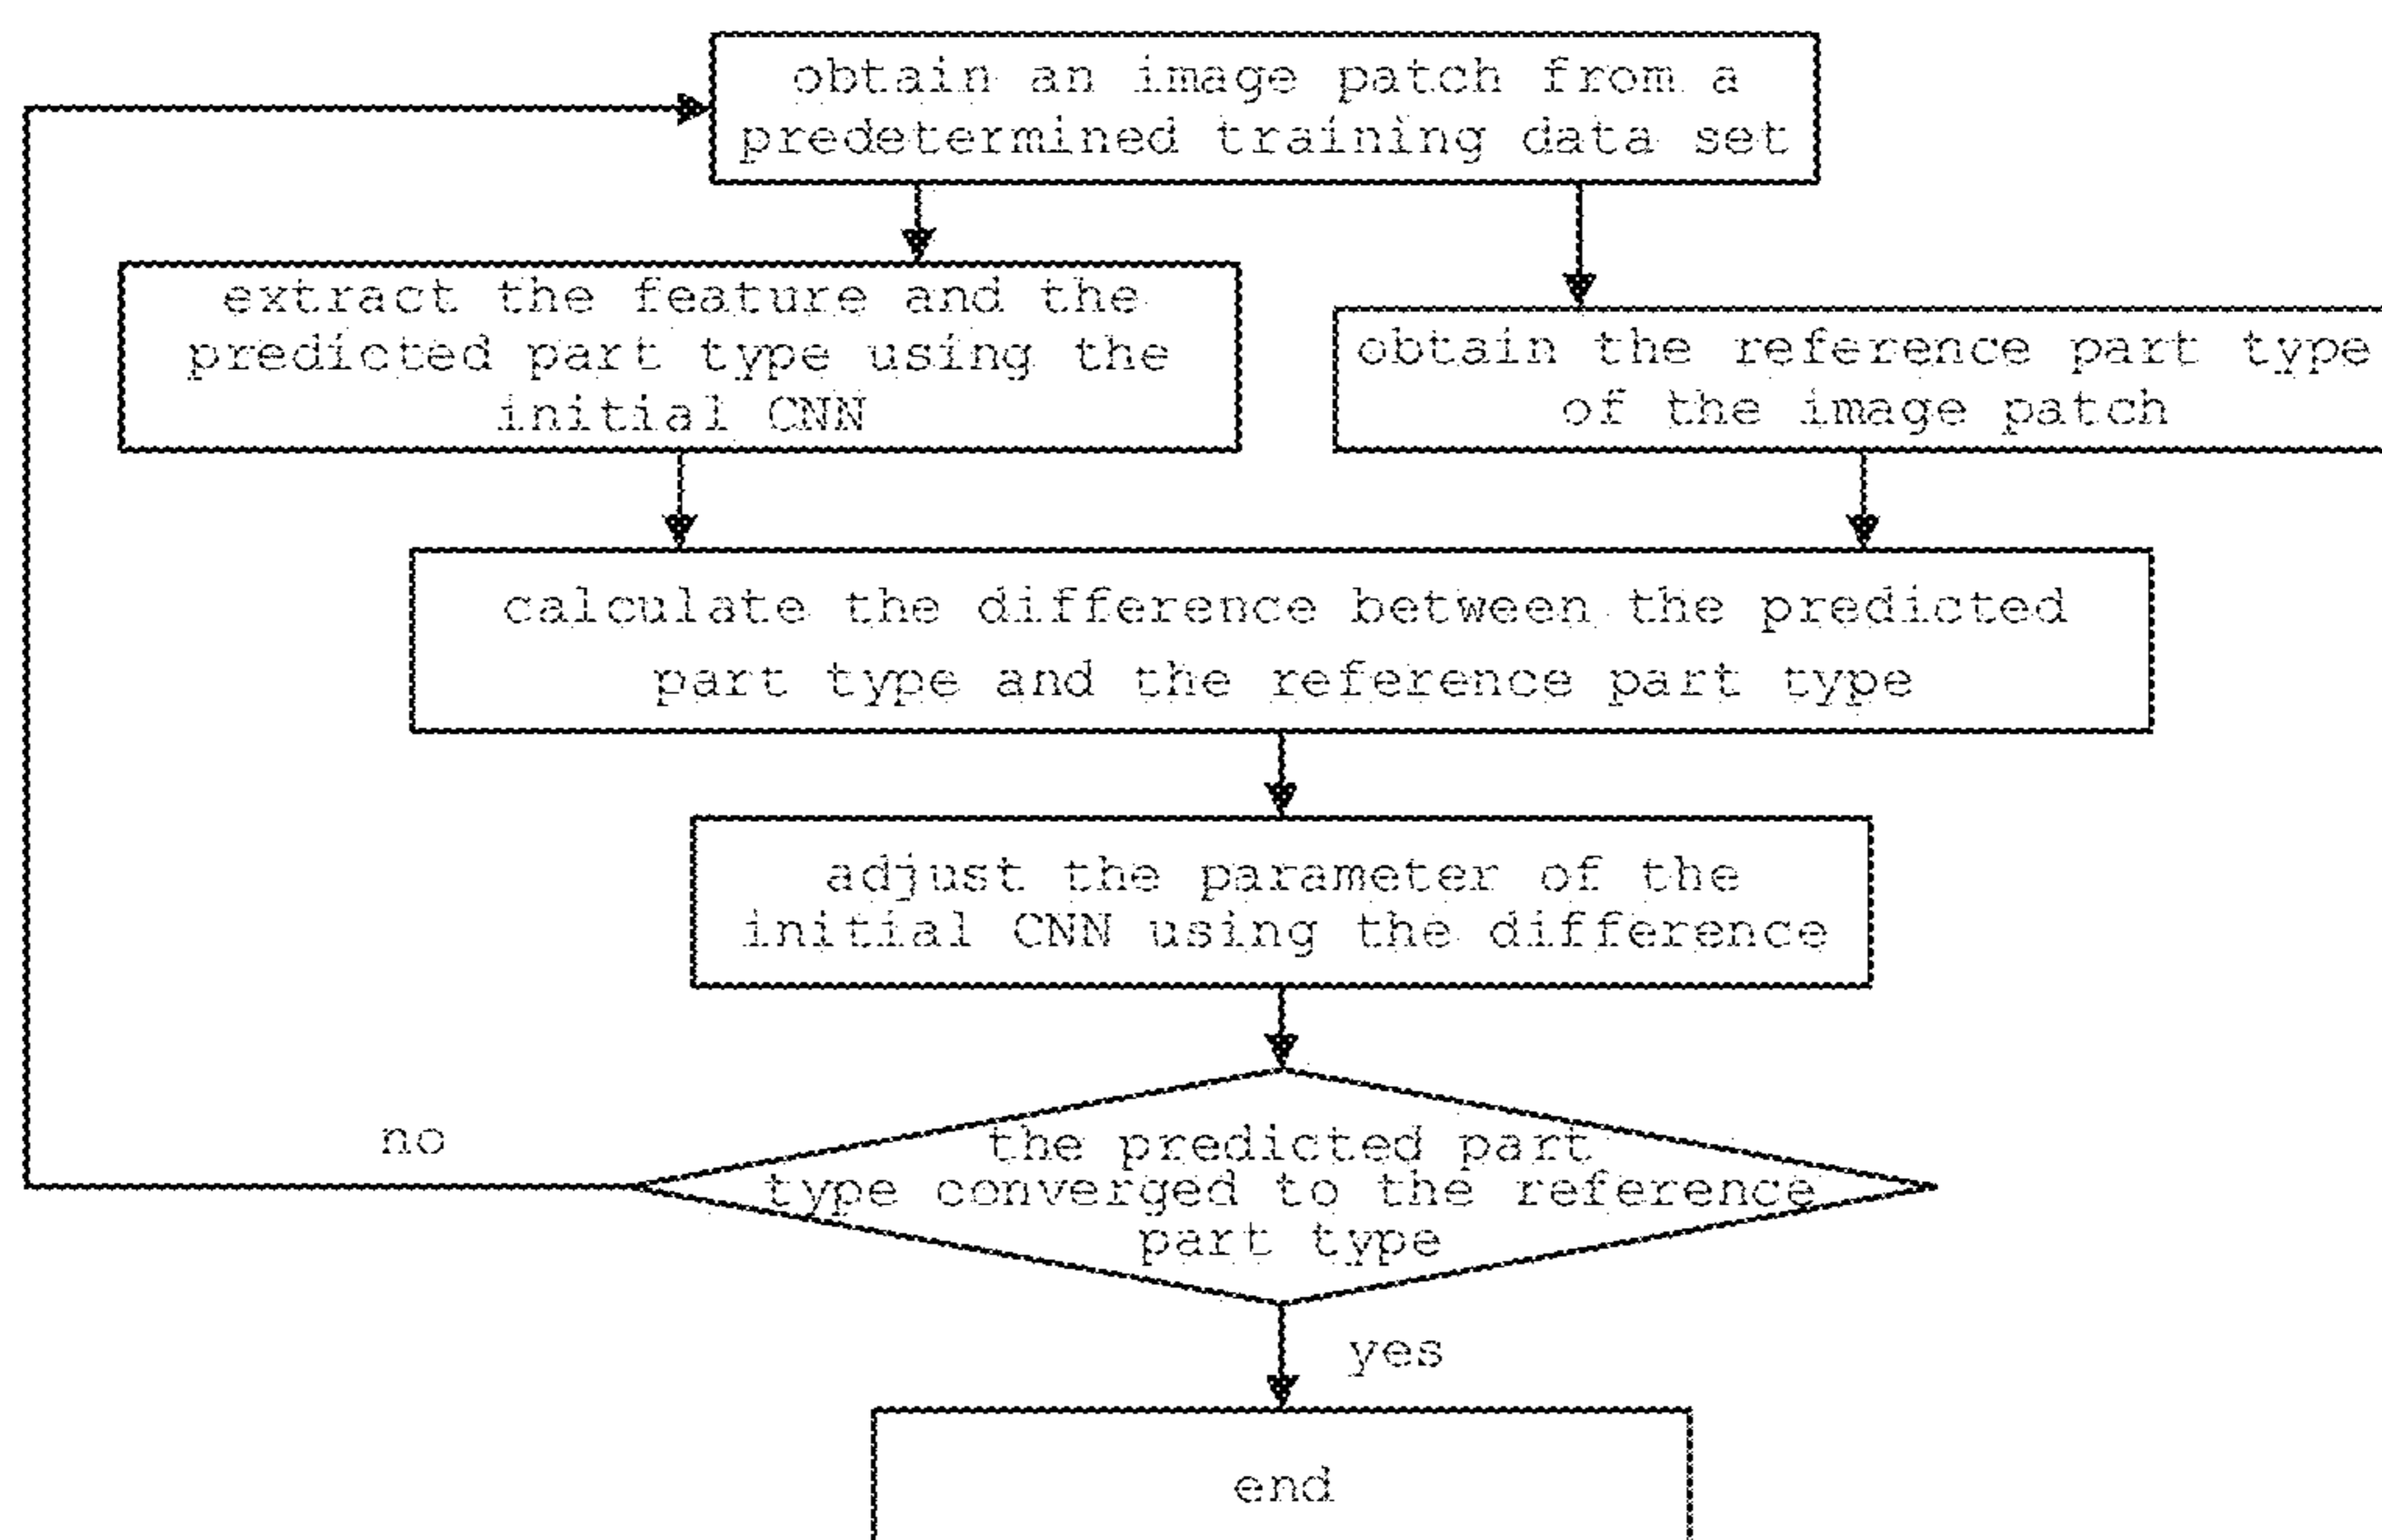 obtain an image patch from a
predetermined training data set
extract the feature and the
predicted part type using the
initial CNN
obtain the reference part type
of the image patch
calculate the difference between the predicted
part type and the reference part type
adjust the parameter of the
initial CNN using the difference
no
the predicted part
type converged to the reference
part type
yes
end